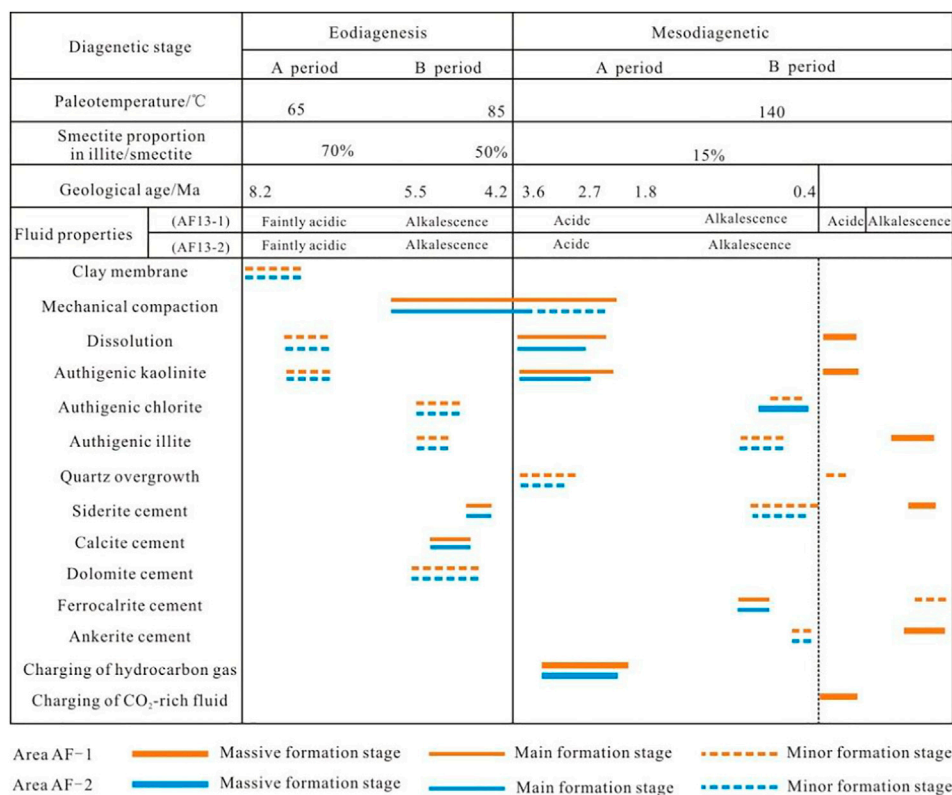 Diagenetic stage Eodiagenesis Mesodiagenetic
A period B period A period B period
Paleotemperature/℃ 65 85 140
Smectite proportion in illite/smectite 70% 50% 15%
Geological age/Ma 8.2 5.5 4.2 3.6 2.7 1.8 0.4
Fluid properties (AF13-1) Faintly acidic Alkalescence Acidc Alkalescence Acidc Alkalescence
(AF13-2) Faintly acidic Alkalescence Acidc Alkalescence
Clay membrane
Mechanical compaction
Dissolution
Authigenic kaolinite
Authigenic chlorite
Authigenic illite
Quartz overgrowth
Siderite cement
Calcite cement
Dolomite cement
Ferrocalrite cement
Ankerite cement
Charging of hydrocarbon gas
Charging of CO₂-rich fluid
Area AF-1 Massive formation stage Main formation stage Minor formation stage
Area AF-2 Massive formation stage Main formation stage Minor formation stage